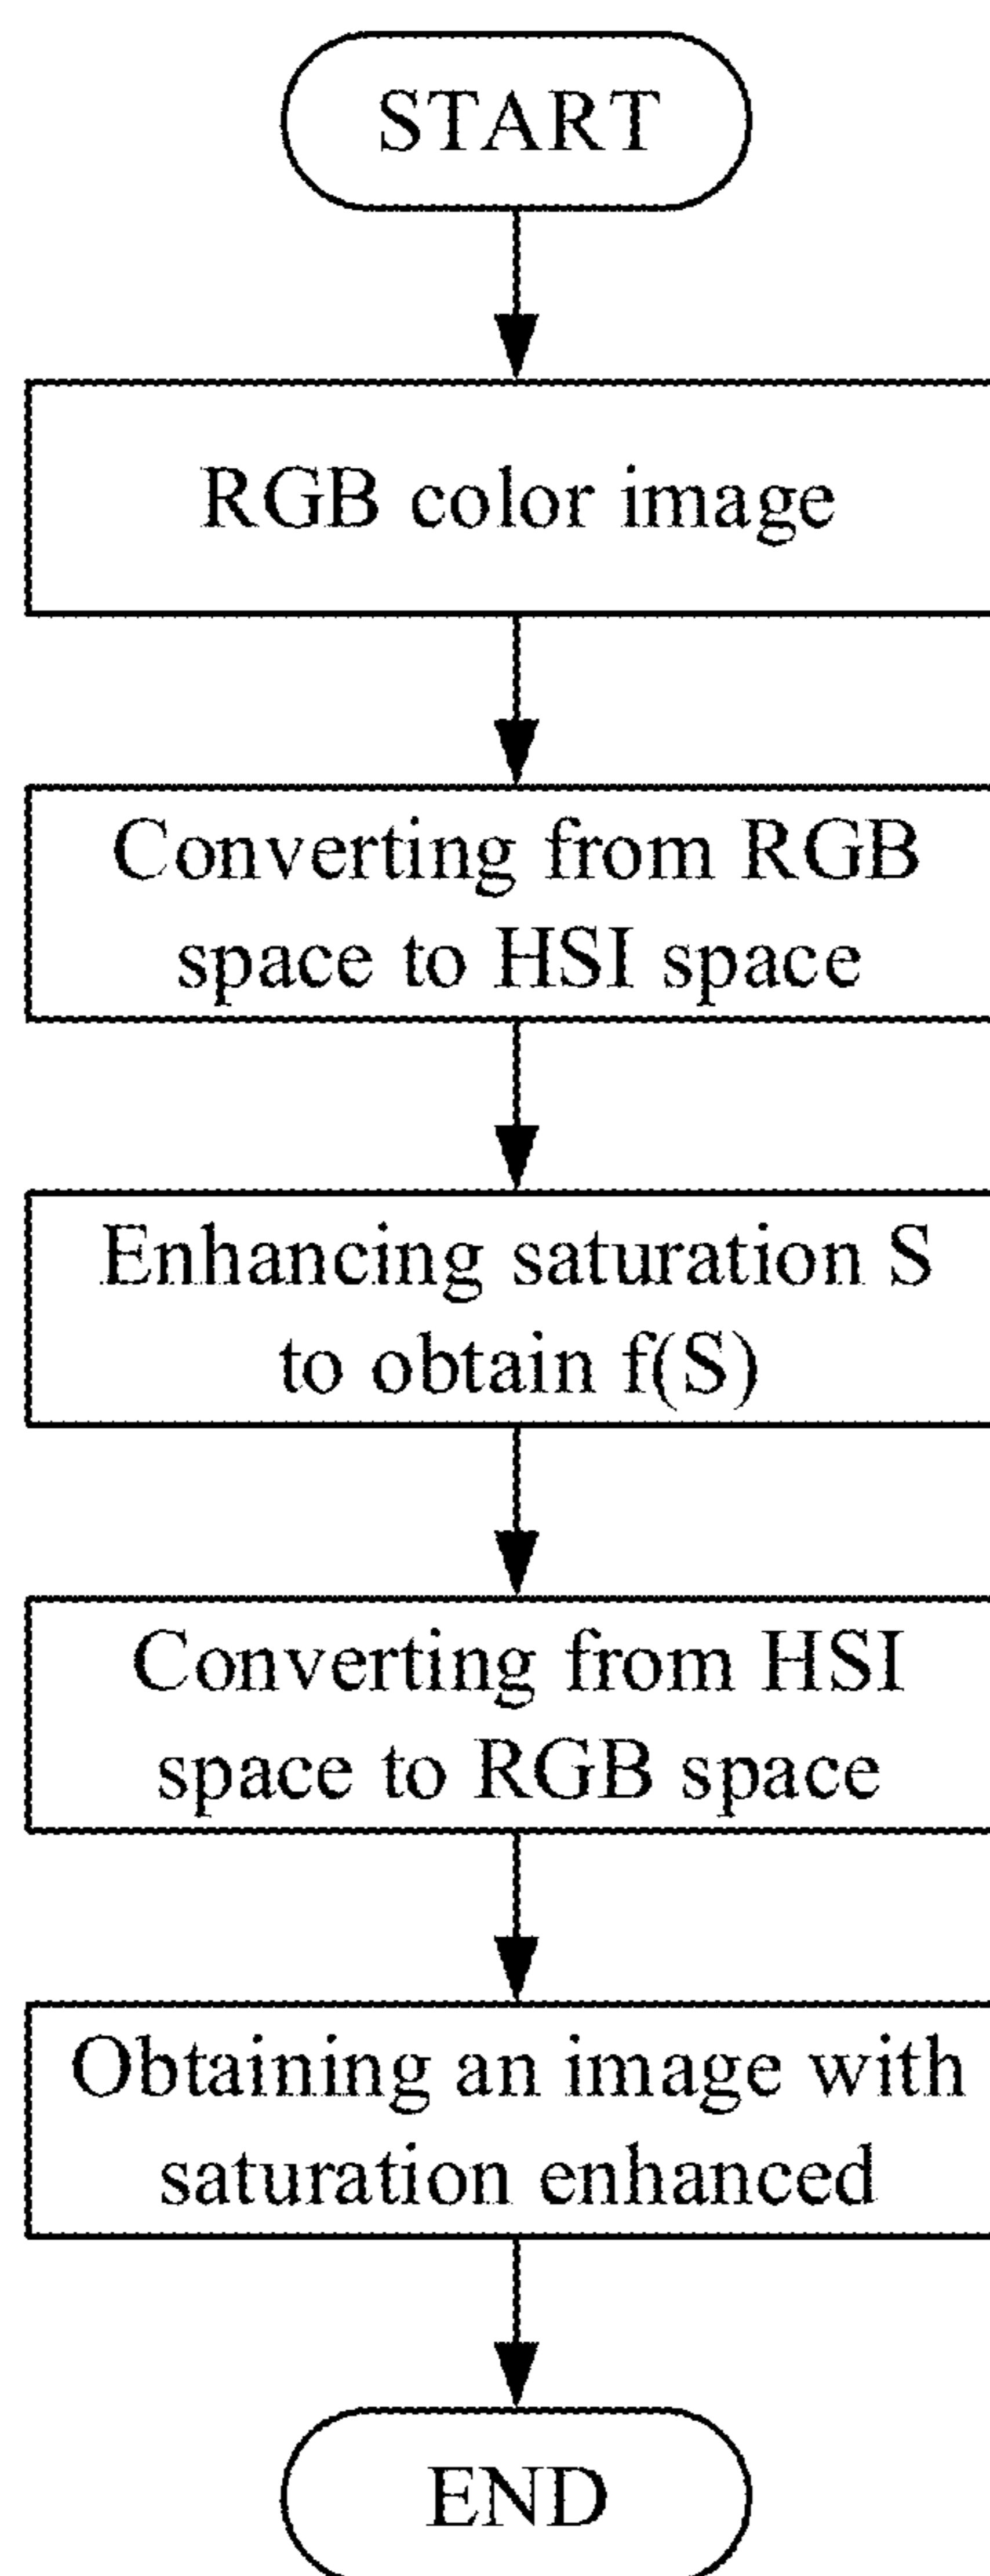 START
RGB color image
Converting from RGB
space to HSI space
Enhancing saturation S
to obtain f(S)
Converting from HSI
space to RGB space
Obtaining an image with
saturation enhanced
END